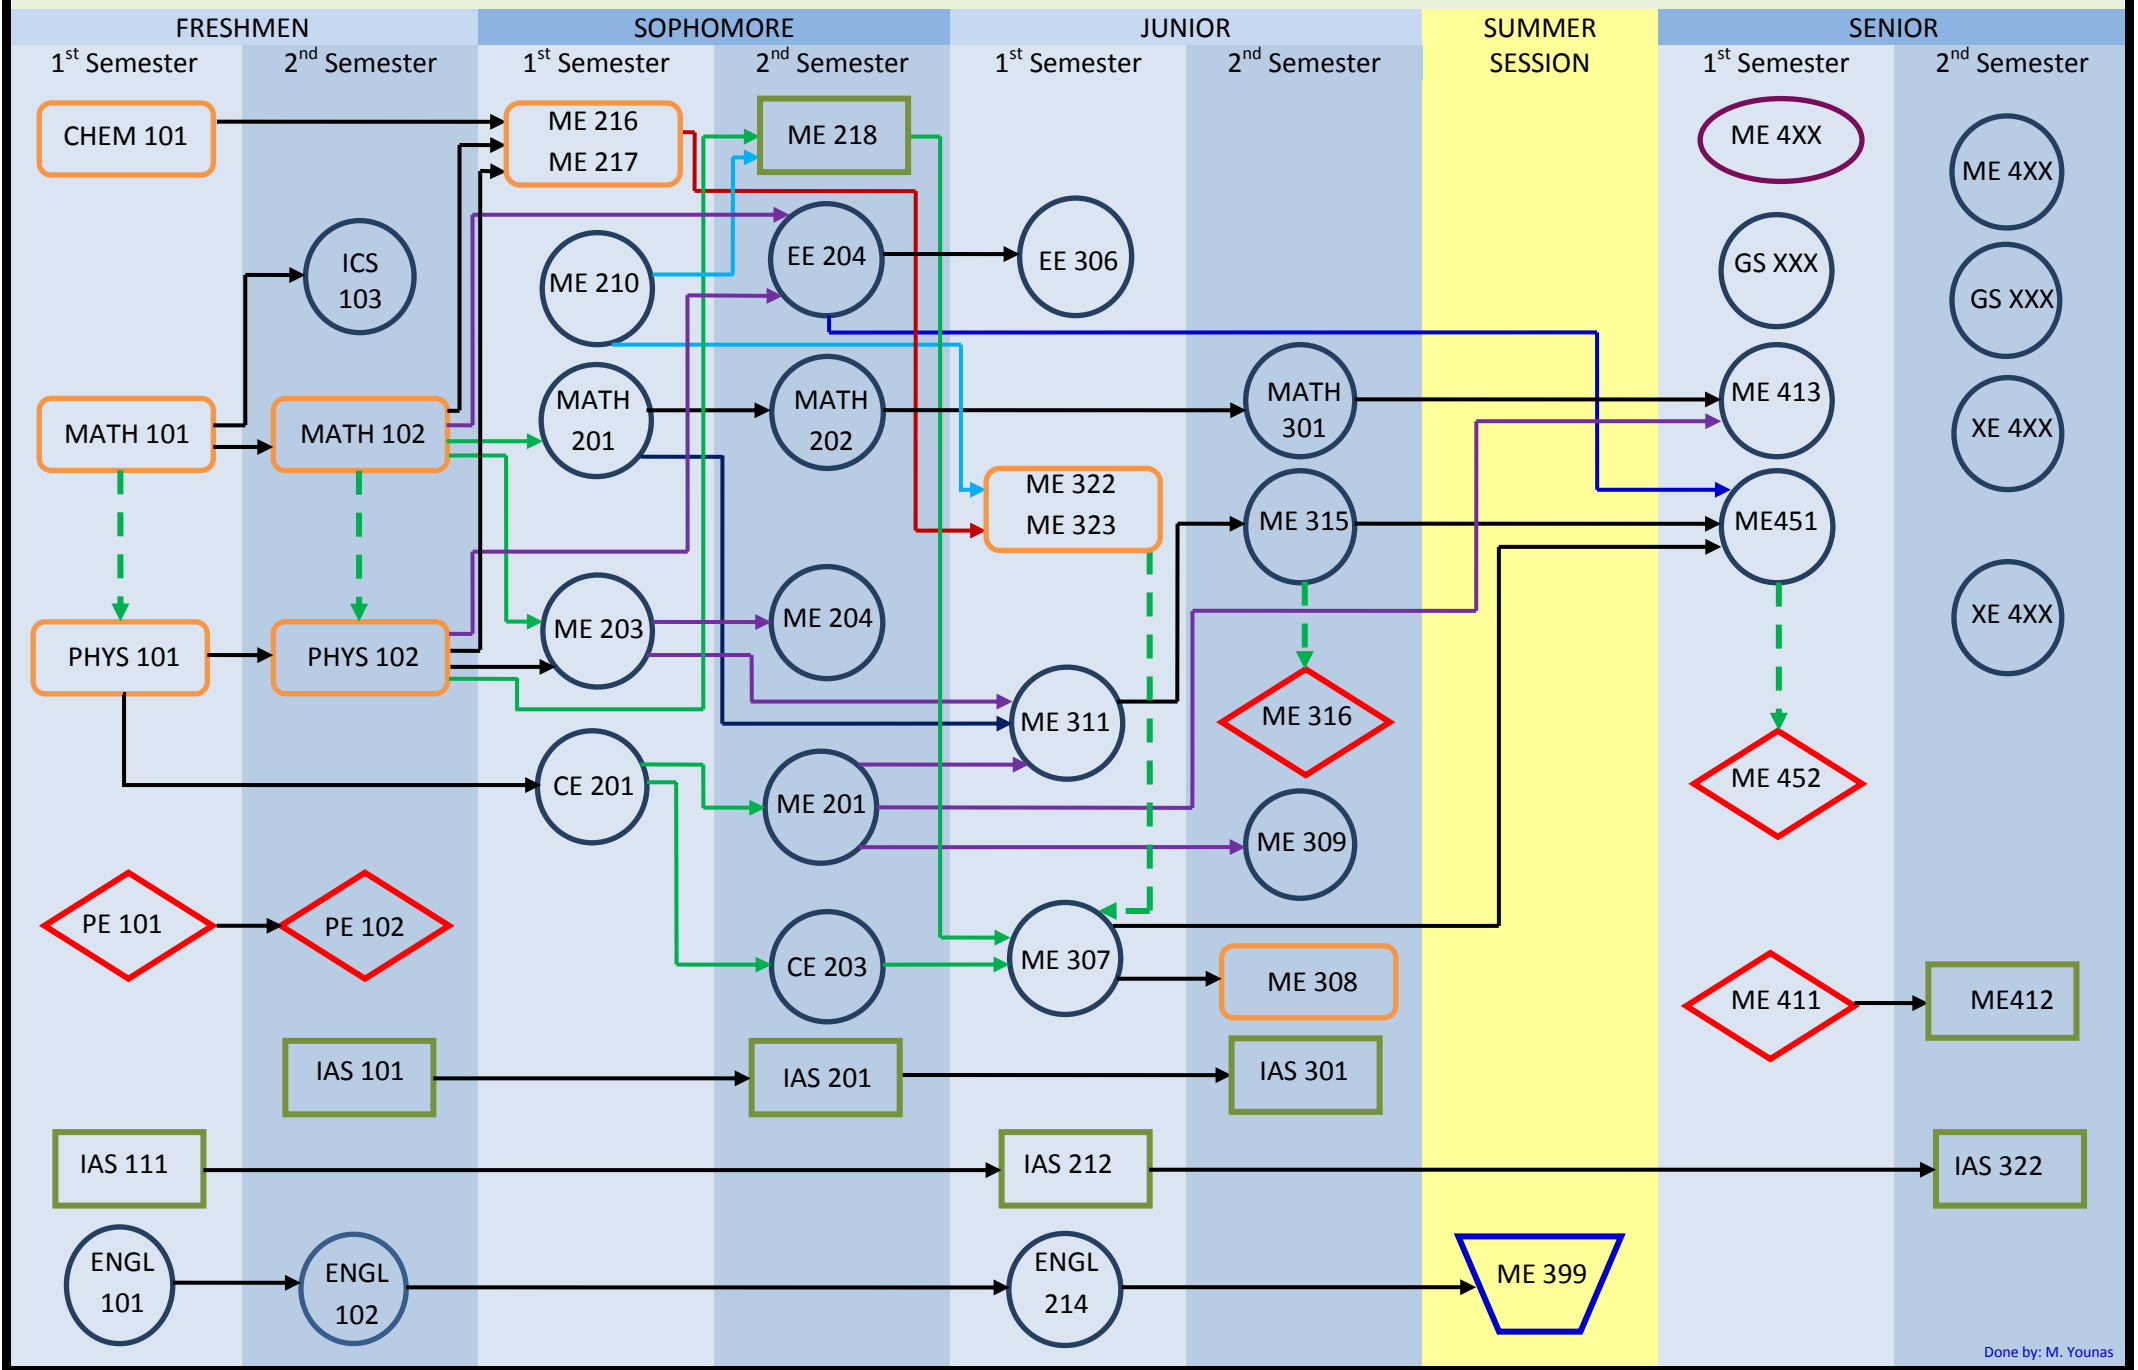 FRESHMEN SOPHOMORE JUNIOR SUMMER SESSION SENIOR
1st Semester 2nd Semester 1st Semester 2nd Semester 1st Semester 2nd Semester 1st Semester 2nd Semester
CHEM 101
MATH 101
PHYS 101
PE 101
IAS 111
ENGL
101
ICS
103
MATH 102
PHYS 102
PE 102
IAS 101
ENGL
102
ME 216
ME 217
ME 210
MATH
201
ME 203
CE 201
ME 218
EE 204
MATH
202
ME 204
ME 201
CE 203
IAS 201
EE 306
ME 322
ME 323
ME 311
ME 307
IAS 212
ENGL
214
MATH
301
ME 315
ME 316
ME 309
ME 308
IAS 301
ME 399
ME 4XX
GS XXX
ME 413
ME451
ME 452
ME 411
ME 4XX
GS XXX
XE 4XX
XE 4XX
ME412
IAS 322
Done by: M. Younas